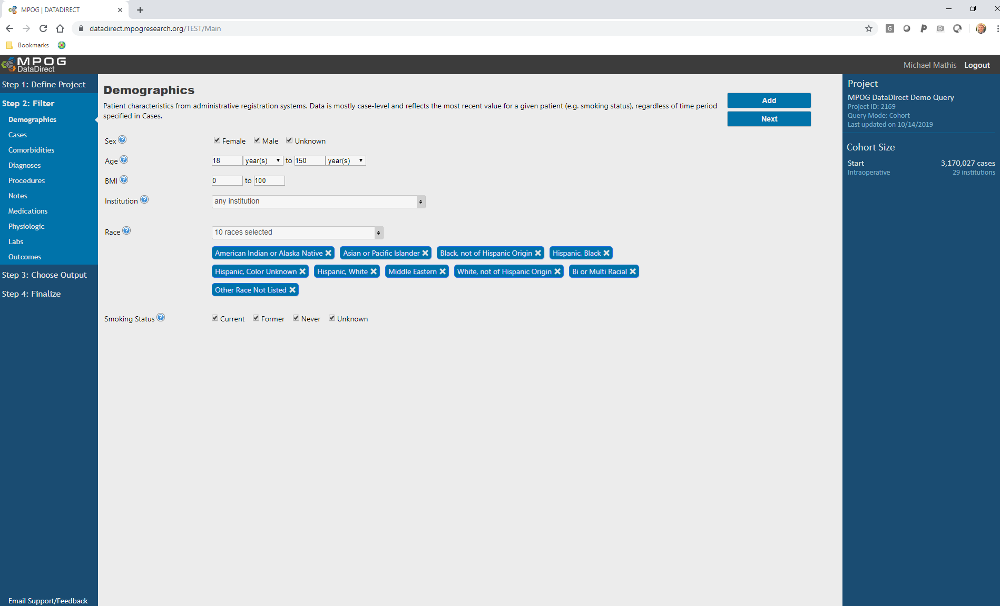 MPOG | DATADIRECT
datadirect.mpogresearch.org/TEST/Main
Bookmarks
MPOG
DataDirect
Michael Mathis Logout
Step 1: Define Project
Step 2: Filter
Demographics
Cases
Comorbidities
Diagnoses
Procedures
Notes
Medications
Physiologic
Labs
Outcomes
Step 3: Choose Output
Step 4: Finalize
Email Support/Feedback
Demographics
Patient characteristics from administrative registration systems. Data is mostly case-level and reflects the most recent value for a given patient (e.g. smoking status), regardless of time period
specified in Cases.
Add
Next
Sex ? Female Male Unknown
Age ? 18 year(s) to 150 year(s)
BMI ? 0 to 100
Institution ? any institution
Race ? 10 races selected
American Indian or Alaska Native Asian or Pacific Islander Black, not of Hispanic Origin Hispanic, Black
Hispanic, Color Unknown Hispanic, White Middle Eastern White, not of Hispanic Origin Bi or Multi Racial
Other Race Not Listed
Smoking Status ? Current Former Never Unknown
Project
MPOG DataDirect Demo Query
Project ID: 2169
Query Mode: Cohort
Last updated on 10/14/2019
Cohort Size
Start 3,170,027 cases
Intraoperative 29 institutions